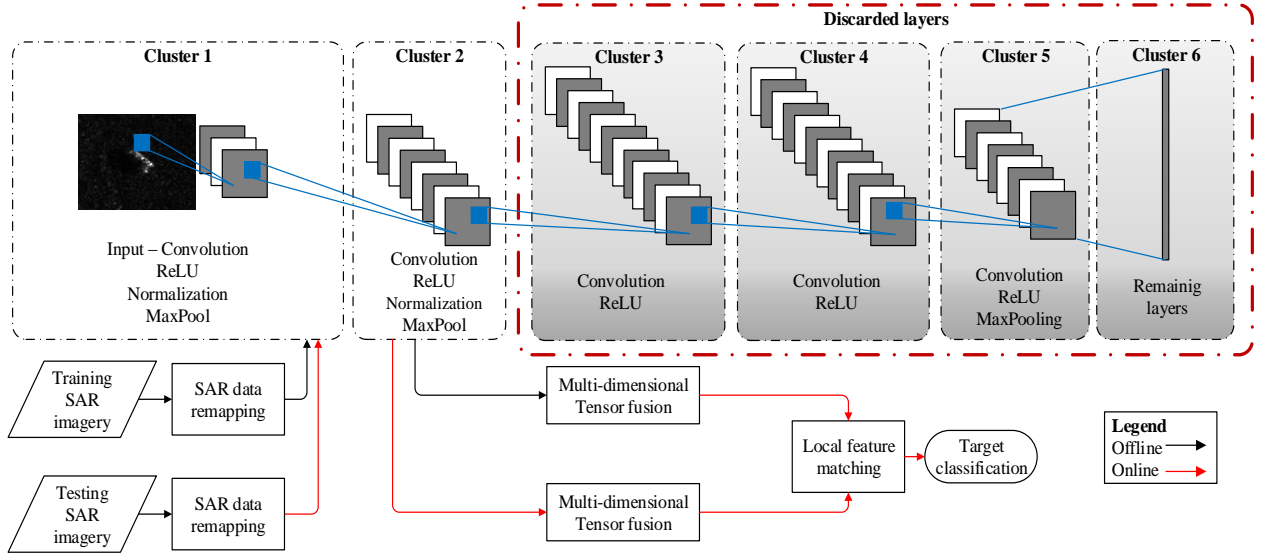 Discarded layers
Cluster 1
Cluster 2
Cluster 3
Cluster 4
Cluster 5
Cluster 6
Input – Convolution
ReLU
Normalization
MaxPool
Convolution
ReLU
Normalization
MaxPool
Convolution
ReLU
Convolution
ReLU
Convolution
ReLU
MaxPooling
Remainig
layers
Training
SAR
imagery
SAR data
remapping
Multi-dimensional
Tensor fusion
Testing
SAR
imagery
SAR data
remapping
Multi-dimensional
Tensor fusion
Local feature
matching
Target
classification
Legend
Offline
Online